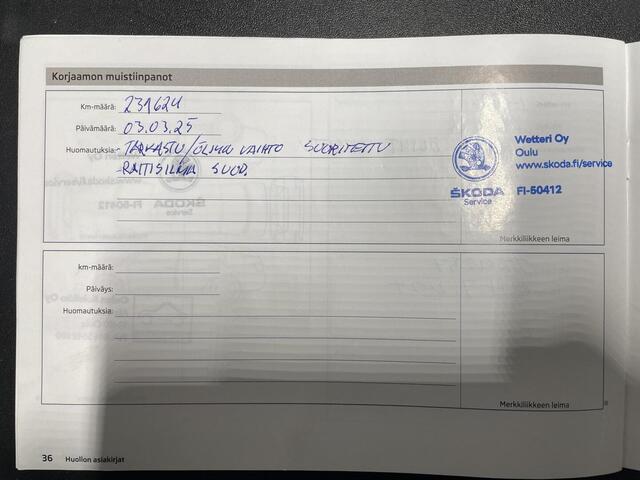 Korjaamon muistiinpanot
Km-määrä: 231624
Päivämäärä: 03.03.25
Huomautuksia: - TARKASTU/ÖLJYN VAIHTO SUORITETTU
- RAITISILMA SUOD.
Wetteri Oy
Oulu
www.skoda.fi/service
ŠKODA
Service
FI-50412
Merkkiliikkeen leima
km-määrä:
Päiväys:
Huomautuksia:
Merkkiliikkeen leima
36 Huollon asiakirjat